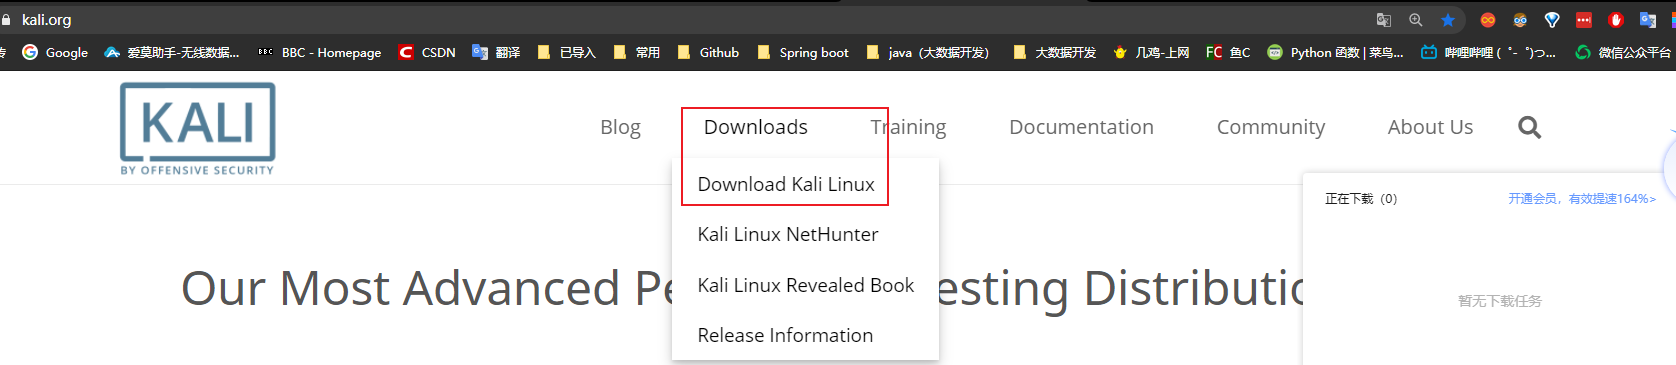 kali.org
传 Google 爱莫助手-无线数据... BBC BBC - Homepage CSDN 翻译 已导入 常用 Github Spring boot java（大数据开发） 大数据开发 几鸡-上网 FC 鱼C Python 函数 | 菜鸟... 哔哩哔哩 (゜-゜)つ... 微信公众平台
KALI
BY OFFENSIVE SECURITY
Blog Downloads Training Documentation Community About Us
Download Kali Linux
Kali Linux NetHunter
Kali Linux Revealed Book
Release Information
Our Most Advanced Pe esting Distributio
正在下载（0） 开通会员，有效提速164%>
暂无下载任务